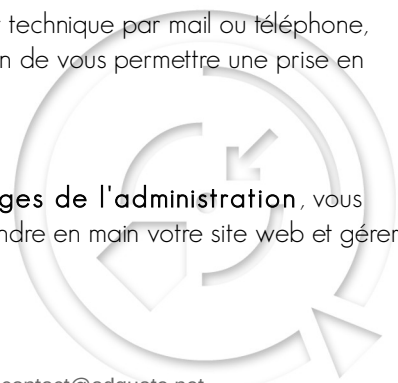 technique par mail ou téléphone,
n de vous permettre une prise en
ges de l'administration, vous
ndre en main votre site web et gérer